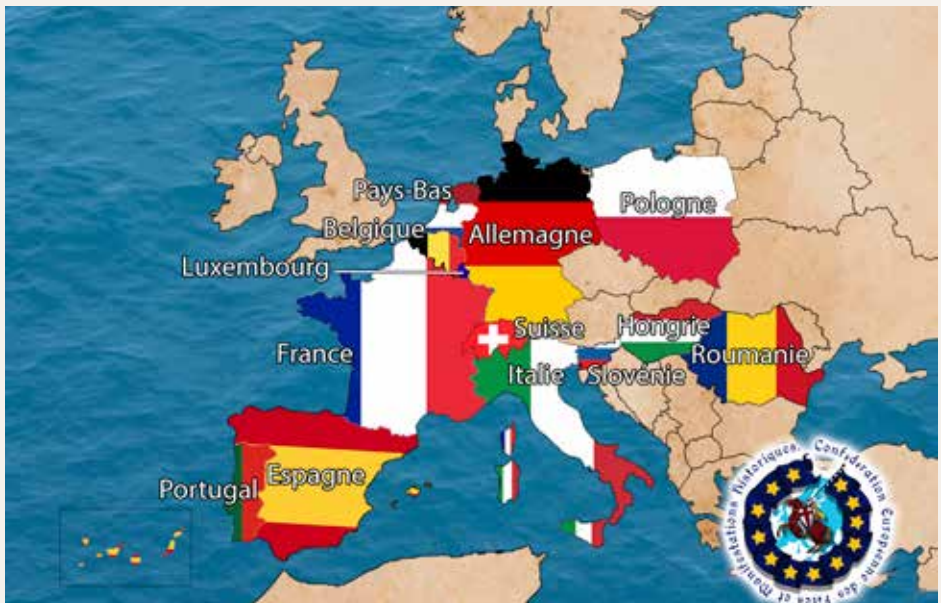 Pays-Bas
Pologne
Belgique
Allemagne
Luxembourg
Suisse
Hongrie
France
Roumanie
Italie
Slovénie
Espagne
Portugal
Confédération Européenne des Fêtes et Manifestations Historiques.